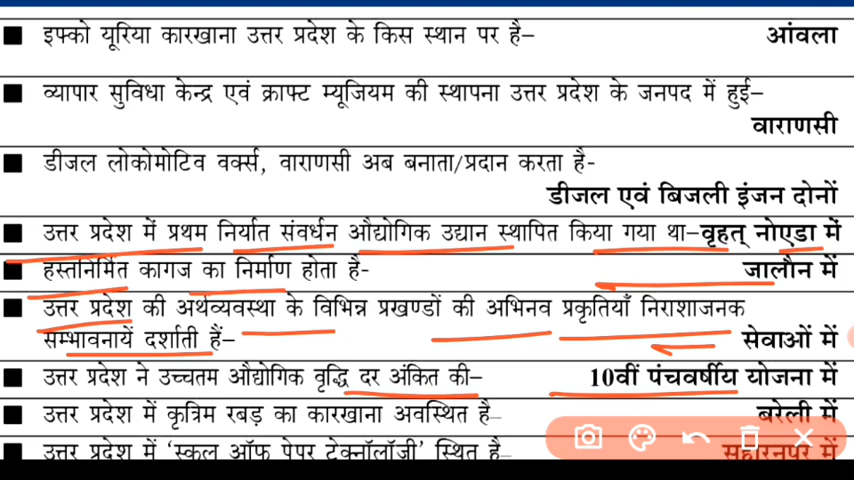 ■ इफ्को यूरिया कारखाना उत्तर प्रदेश के किस स्थान पर है– आंवला
■ व्यापार सुविधा केन्द्र एवं क्राफ्ट म्यूजियम की स्थापना उत्तर प्रदेश के जनपद में हुई–
वाराणसी
■ डीजल लोकोमोटिव वर्क्स, वाराणसी अब बनाता/प्रदान करता है-
डीजल एवं बिजली इंजन दोनों
■ उत्तर प्रदेश में प्रथम निर्यात संवर्धन औद्योगिक उद्यान स्थापित किया गया था–वृहत् नोएडा में
■ हस्तनिर्मित कागज का निर्माण होता है- जालौन में
■ उत्तर प्रदेश की अर्थव्यवस्था के विभिन्न प्रखण्डों की अभिनव प्रकृतियाँ निराशाजनक
सम्भावनायें दर्शाती हैं– सेवाओं में
■ उत्तर प्रदेश ने उच्चतम औद्योगिक वृद्धि दर अंकित की– 10वीं पंचवर्षीय योजना में
■ उत्तर प्रदेश में कृत्रिम रबड़ का कारखाना अवस्थित है– बरेली में
■ उत्तर प्रदेश में ‘स्कूल ऑफ पेपर टेक्नॉलॉजी’ स्थित है– सहारनपुर में